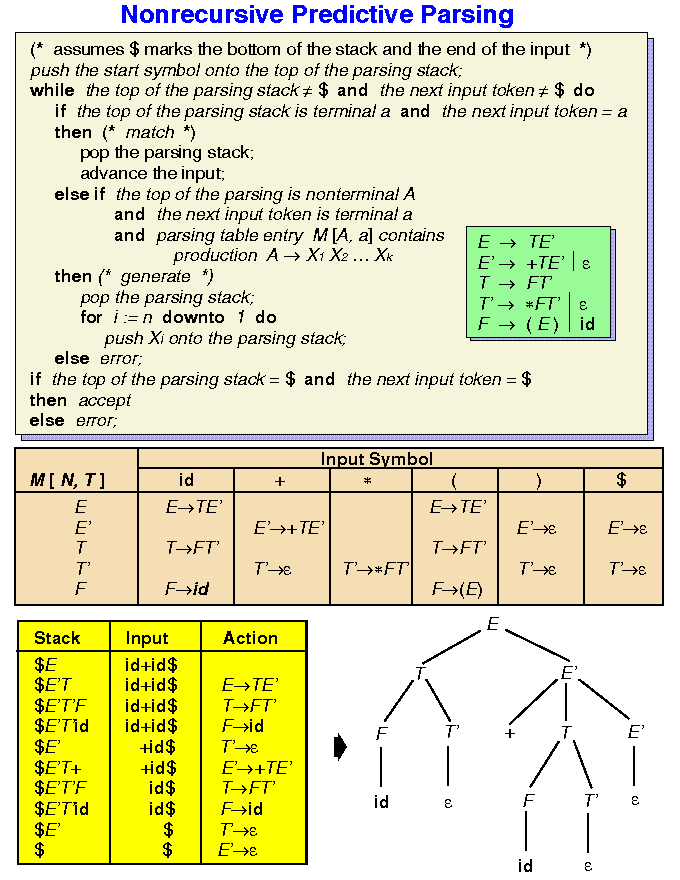 Nonrecursive Predictive Parsing
(* assumes $ marks the bottom of the stack and the end of the input *)
push the start symbol onto the top of the parsing stack;
while the top of the parsing stack ≠ $ and the next input token ≠ $ do
if the top of the parsing stack is terminal a and the next input token = a
then (* match *)
pop the parsing stack;
advance the input;
else if the top of the parsing is nonterminal A
and the next input token is terminal a
and parsing table entry M [A, a] contains
production A → X1 X2 … Xk
then (* generate *)
pop the parsing stack;
for i := n downto 1 do
push Xi onto the parsing stack;
else error;
if the top of the parsing stack = $ and the next input token = $
then accept
else error;
E → TE'
E' → +TE' | ε
T → FT'
T' → *FT' | ε
F → ( E ) | id
Input Symbol
M [ N, T ] id + * ( ) $
E E→TE' E→TE'
E' E'→+TE' E'→ε E'→ε
T T→FT' T→FT'
T' T'→ε T'→*FT' T'→ε T'→ε
F F→id F→(E)
Stack Input Action
$E id+id$
$E'T id+id$ E→TE'
$E'T'F id+id$ T→FT'
$E'T'id id+id$ F→id
$E' +id$ T'→ε
$E'T+ +id$ E'→+TE'
$E'T'F id$ T→FT'
$E'T'id id$ F→id
$E' $ T'→ε
$ $ E'→ε
E
T E'
F T' + T E'
id ε F T' ε
id ε